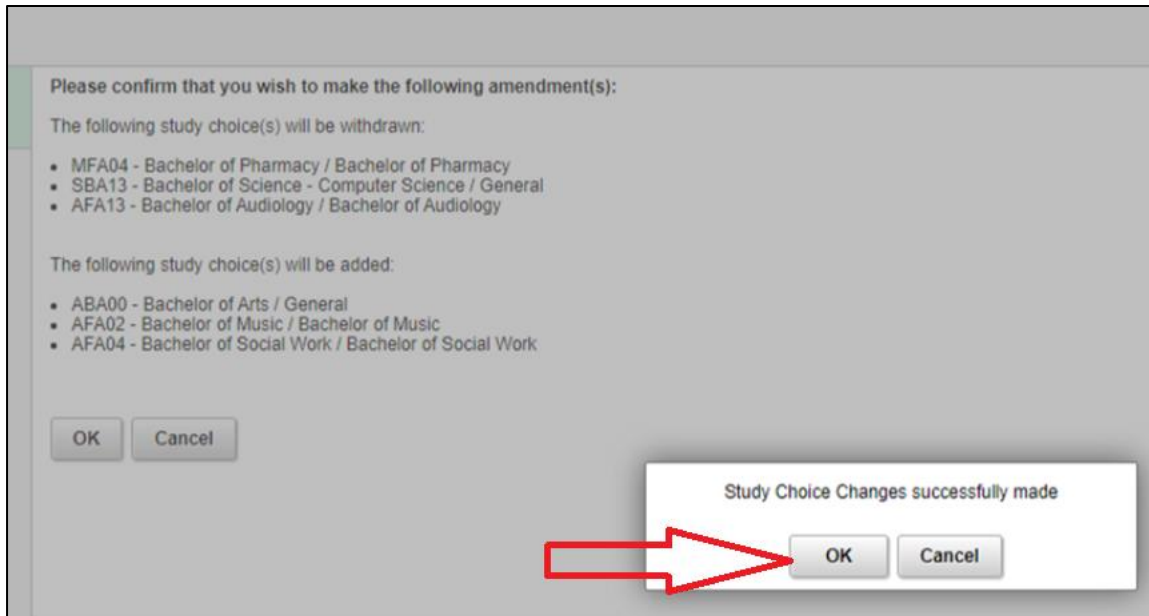 Please confirm that you wish to make the following amendment(s):
The following study choice(s) will be withdrawn:
• MFA04 - Bachelor of Pharmacy / Bachelor of Pharmacy
• SBA13 - Bachelor of Science - Computer Science / General
• AFA13 - Bachelor of Audiology / Bachelor of Audiology
The following study choice(s) will be added:
• ABA00 - Bachelor of Arts / General
• AFA02 - Bachelor of Music / Bachelor of Music
• AFA04 - Bachelor of Social Work / Bachelor of Social Work
OK Cancel
Study Choice Changes successfully made
OK Cancel